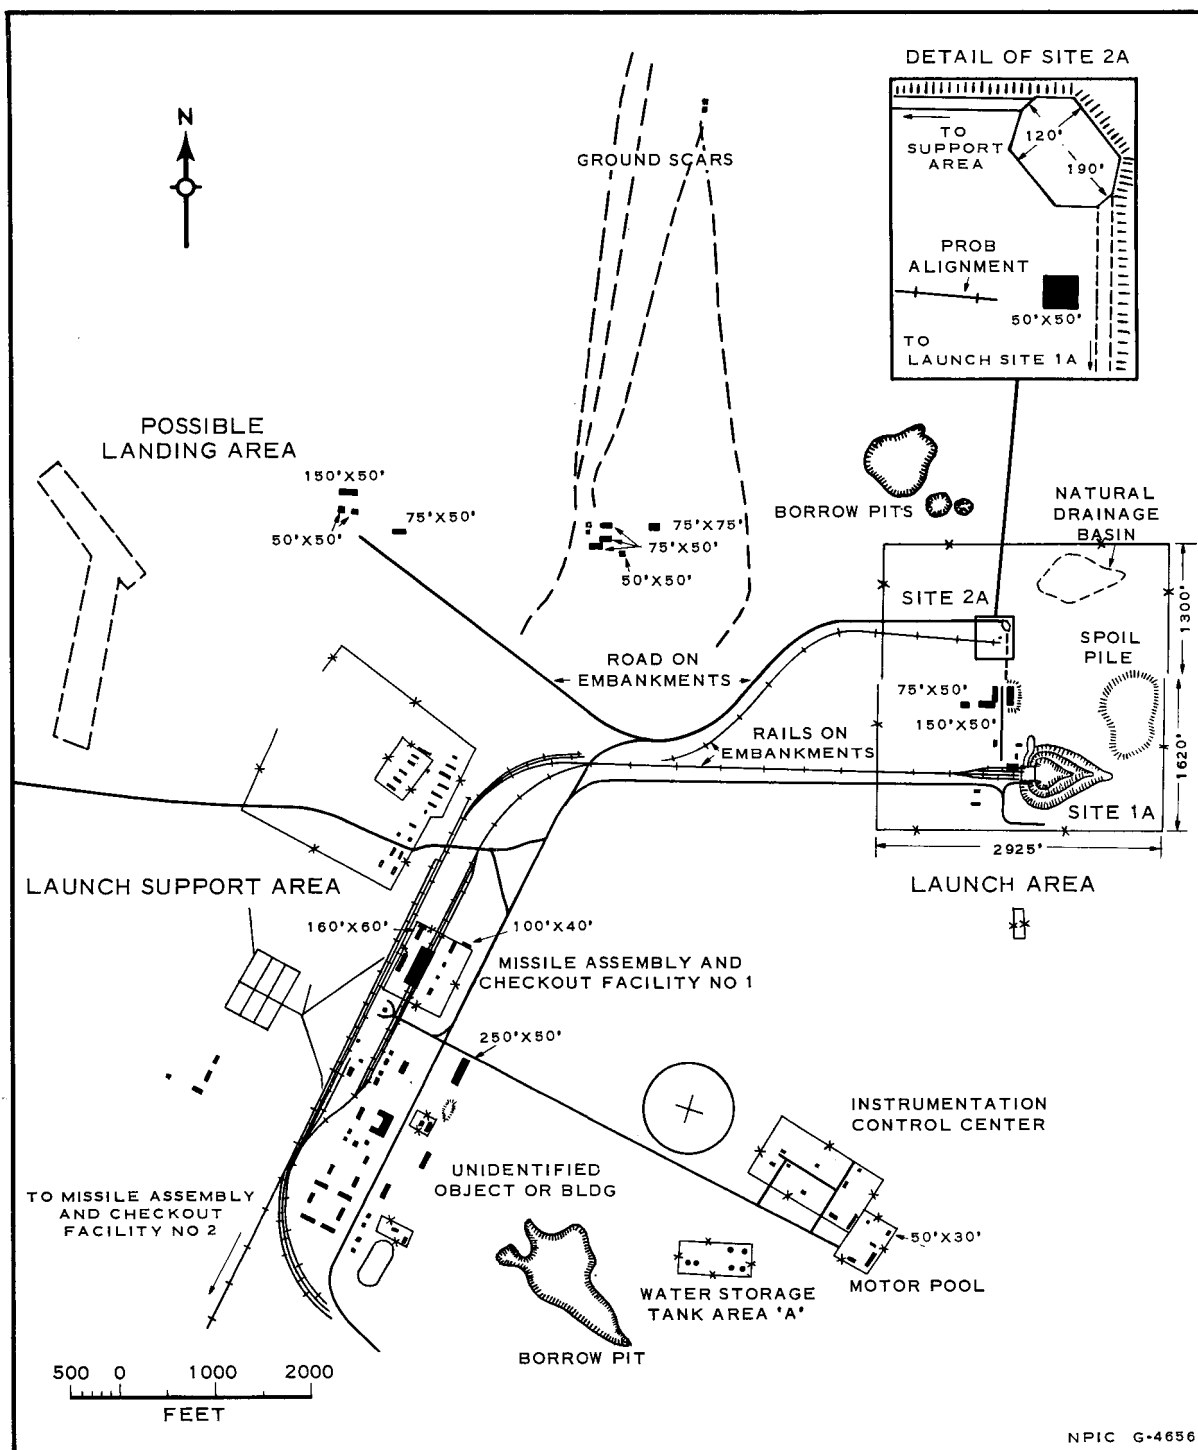 DETAIL OF SITE 2A
N
TO
SUPPORT
AREA
120'
190'
PROB
ALIGNMENT
50'X50'
TO
LAUNCH SITE 1A
GROUND SCARS
POSSIBLE
LANDING AREA
150'X50'
50'X50'
75'X50'
75'X75'
75'X50'
50'X50'
BORROW PITS
NATURAL
DRAINAGE
BASIN
SITE 2A
1300'
SPOIL
PILE
ROAD ON
EMBANKMENTS
75'X50'
150'X50'
RAILS ON
EMBANKMENTS
1620'
SITE 1A
2925'
LAUNCH AREA
LAUNCH SUPPORT AREA
160'X60'
100'X40'
MISSILE ASSEMBLY AND
CHECKOUT FACILITY NO 1
250'X50'
INSTRUMENTATION
CONTROL CENTER
UNIDENTIFIED
OBJECT OR BLDG
TO MISSILE ASSEMBLY
AND CHECKOUT
FACILITY NO 2
50'X30'
MOTOR POOL
WATER STORAGE
TANK AREA 'A'
BORROW PIT
500 0 1000 2000
FEET
NPIC G-4656